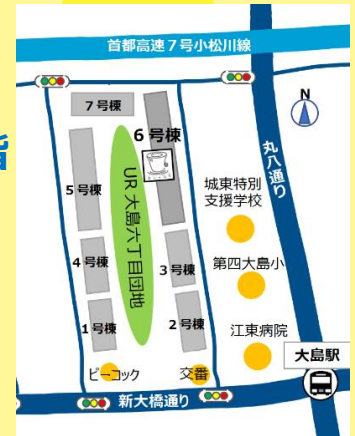 首都高速7号小松川線
7号棟
6号棟
N
丸八通り
階
5号棟
UR 大島六丁目団地
城東特別
支援学校
4号棟
3号棟
第四大島小
1号棟
2号棟
江東病院
大島駅
ピーコック
交番
新大橋通り